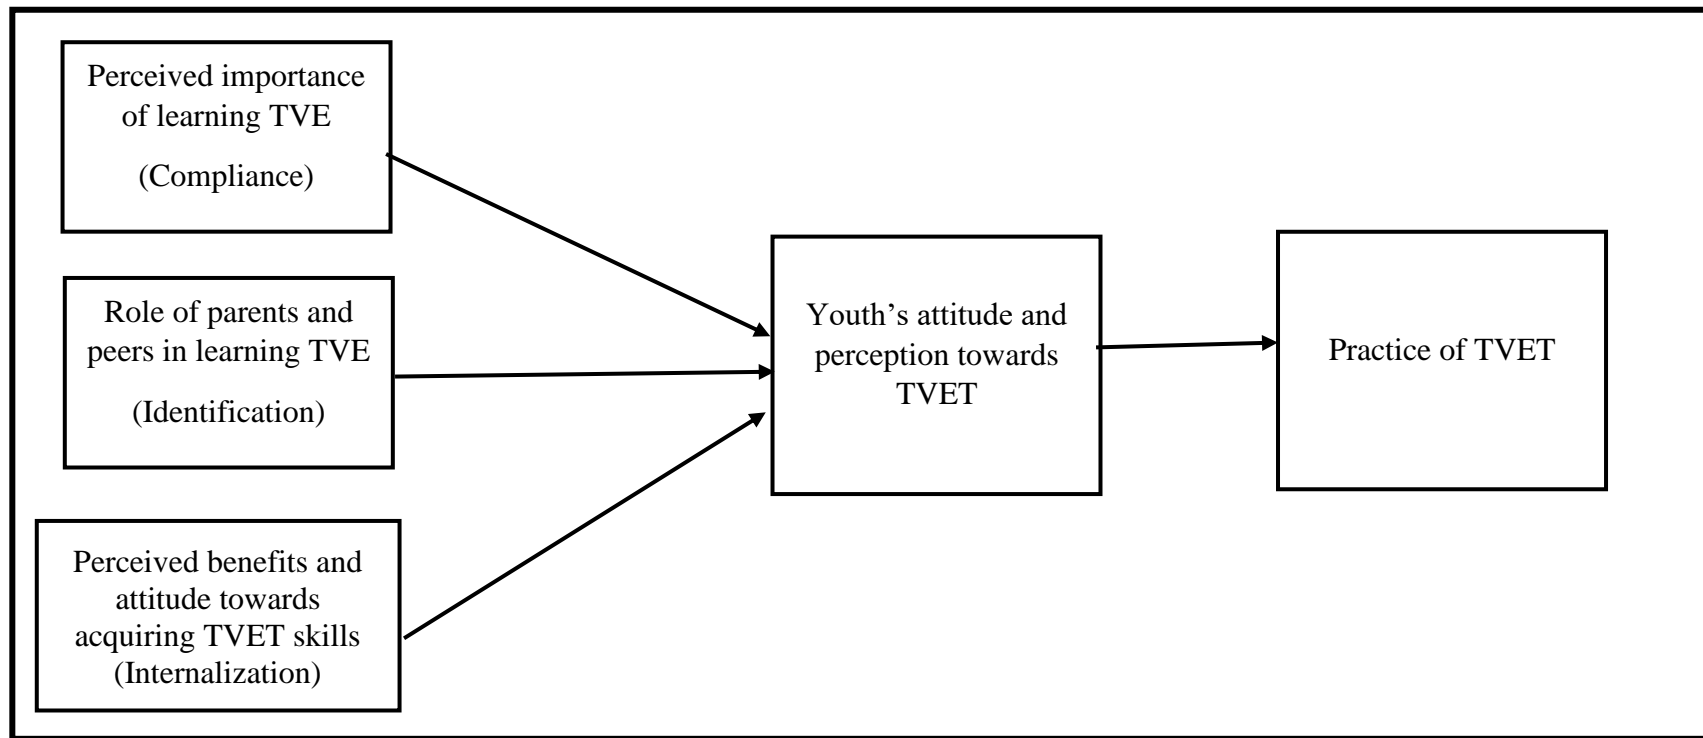 Perceived importance
of learning TVE
(Compliance)
Role of parents and
peers in learning TVE
(Identification)
Perceived benefits and
attitude towards
acquiring TVET skills
(Internalization)
Youth’s attitude and
perception towards
TVET
Practice of TVET